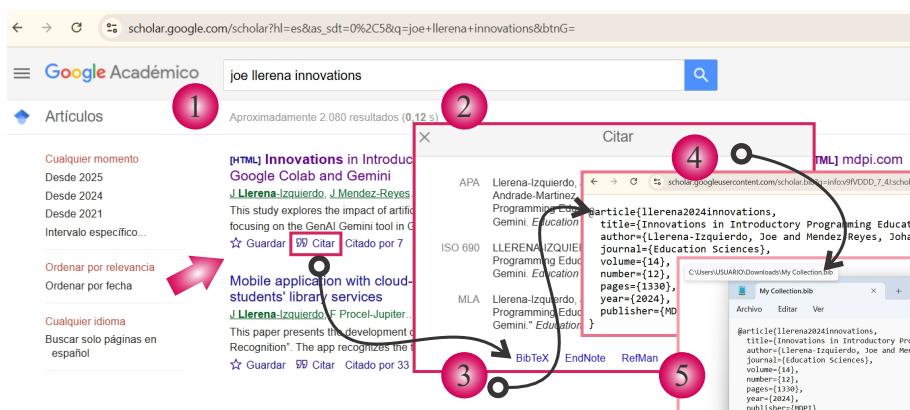 scholar.google.com/scholar?hl=es&as_sdt=0%2C5&q=joe+llerena+innovations&btnG=
Google Académico
joe llerena innovations
1
2
Artículos
Aproximadamente 2.080 resultados (0,12 s)
Cualquier momento
Desde 2025
Desde 2024
Desde 2021
Intervalo específico...
Ordenar por relevancia
Ordenar por fecha
Cualquier idioma
Buscar solo páginas en
español
[HTML] Innovations in Introduc
Google Colab and Gemini
J Llerena-Izquierdo, J Mendez-Reyes
This study explores the impact of artific
focusing on the GenAI Gemini tool in G
Guardar Citar Citado por 7
Mobile application with cloud-
students' library services
J Llerena-Izquierdo, F Procel-Jupiter
This paper presents the development o
Recognition". The app recognizes the t
Guardar Citar Citado por 33
Citar
APA Llerena-Izquierdo,
Andrade-Martinez,
Programming Edu
Gemini. Education
ISO 690 LLERENA-IZQUIE
Programming Educ
Gemini. Education
MLA Llerena-Izquierdo,
Programming Educ
Gemini." Education
BibTeX EndNote RefMan
3
4
TML] mdpi.com
scholar.googleusercontent.com/scholar.bib?q=info:
@article{llerena2024innovations,
title={Innovations in Introductory Programming Educat
author={Llerena-Izquierdo, Joe and Mendez-Reyes, Joha
journal={Education Sciences},
volume={14},
number={12},
pages={1330},
year={2024},
publisher={MD
}
5
C:\Users\USUARIO\Downloads\My Collection.bib
My Collection.bib
Archivo Editar Ver
@article{llerena2024innovations,
title={Innovations in Introductory Pro
author={Llerena-Izquierdo, Joe and Men
journal={Education Sciences},
volume={14},
number={12},
pages={1330},
year={2024},
publisher={MDPI}